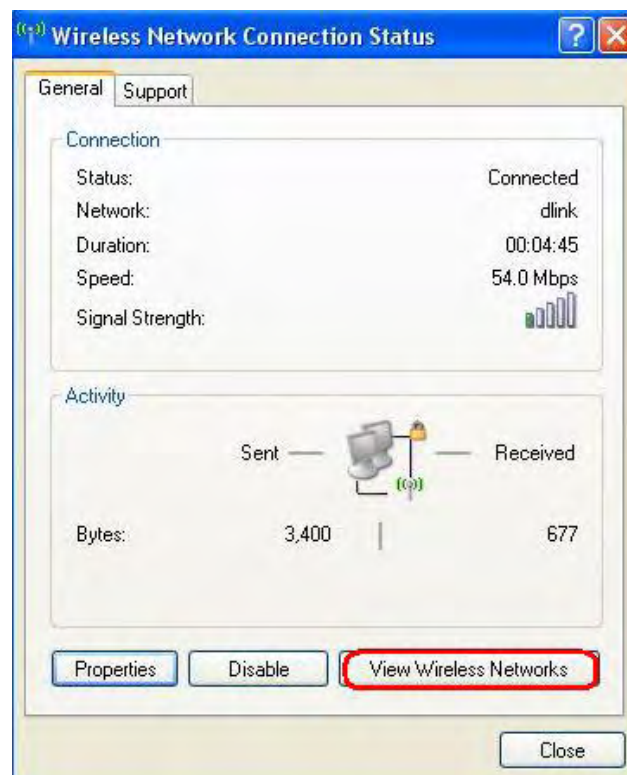 Wireless Network Connection Status
General Support
Connection
Status: Connected
Network: dlink
Duration: 00:04:45
Speed: 54.0 Mbps
Signal Strength:
Activity
Sent Received
Bytes: 3,400 677
Properties Disable View Wireless Networks
Close